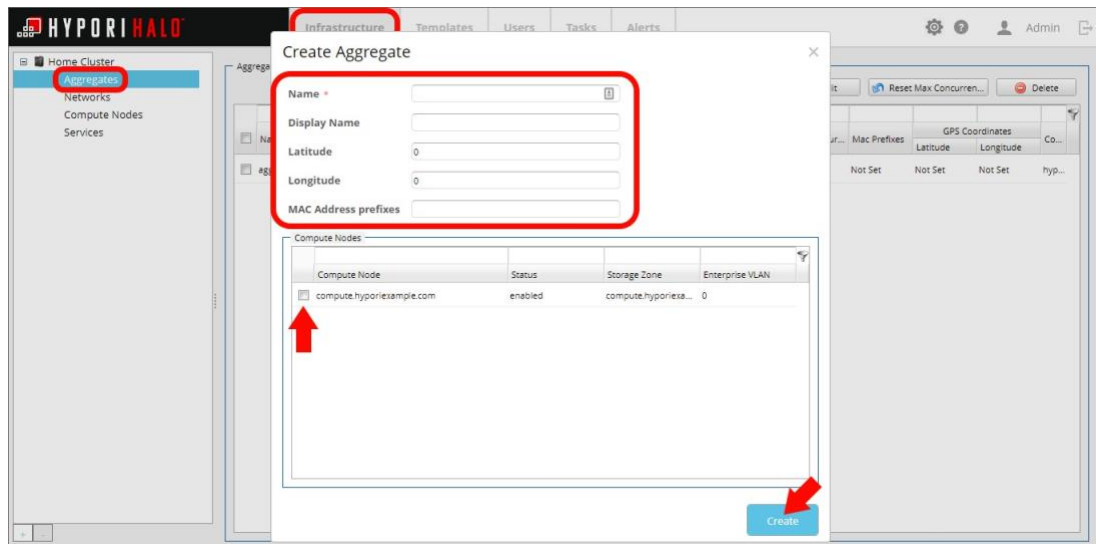 HYPORI HALO
Infrastructure Templates Users Tasks Alerts
Admin
Home Cluster
Aggregates
Networks
Compute Nodes
Services
Aggrega
Reset Max Concurren... Delete
GPS Coordinates
Mac Prefixes Latitude Longitude Co...
Not Set Not Set Not Set hyp...
Create Aggregate
Name *
Display Name
Latitude 0
Longitude 0
MAC Address prefixes
Compute Nodes
Compute Node Status Storage Zone Enterprise VLAN
compute.hyporiexample.com enabled compute.hyporiexa... 0
Create